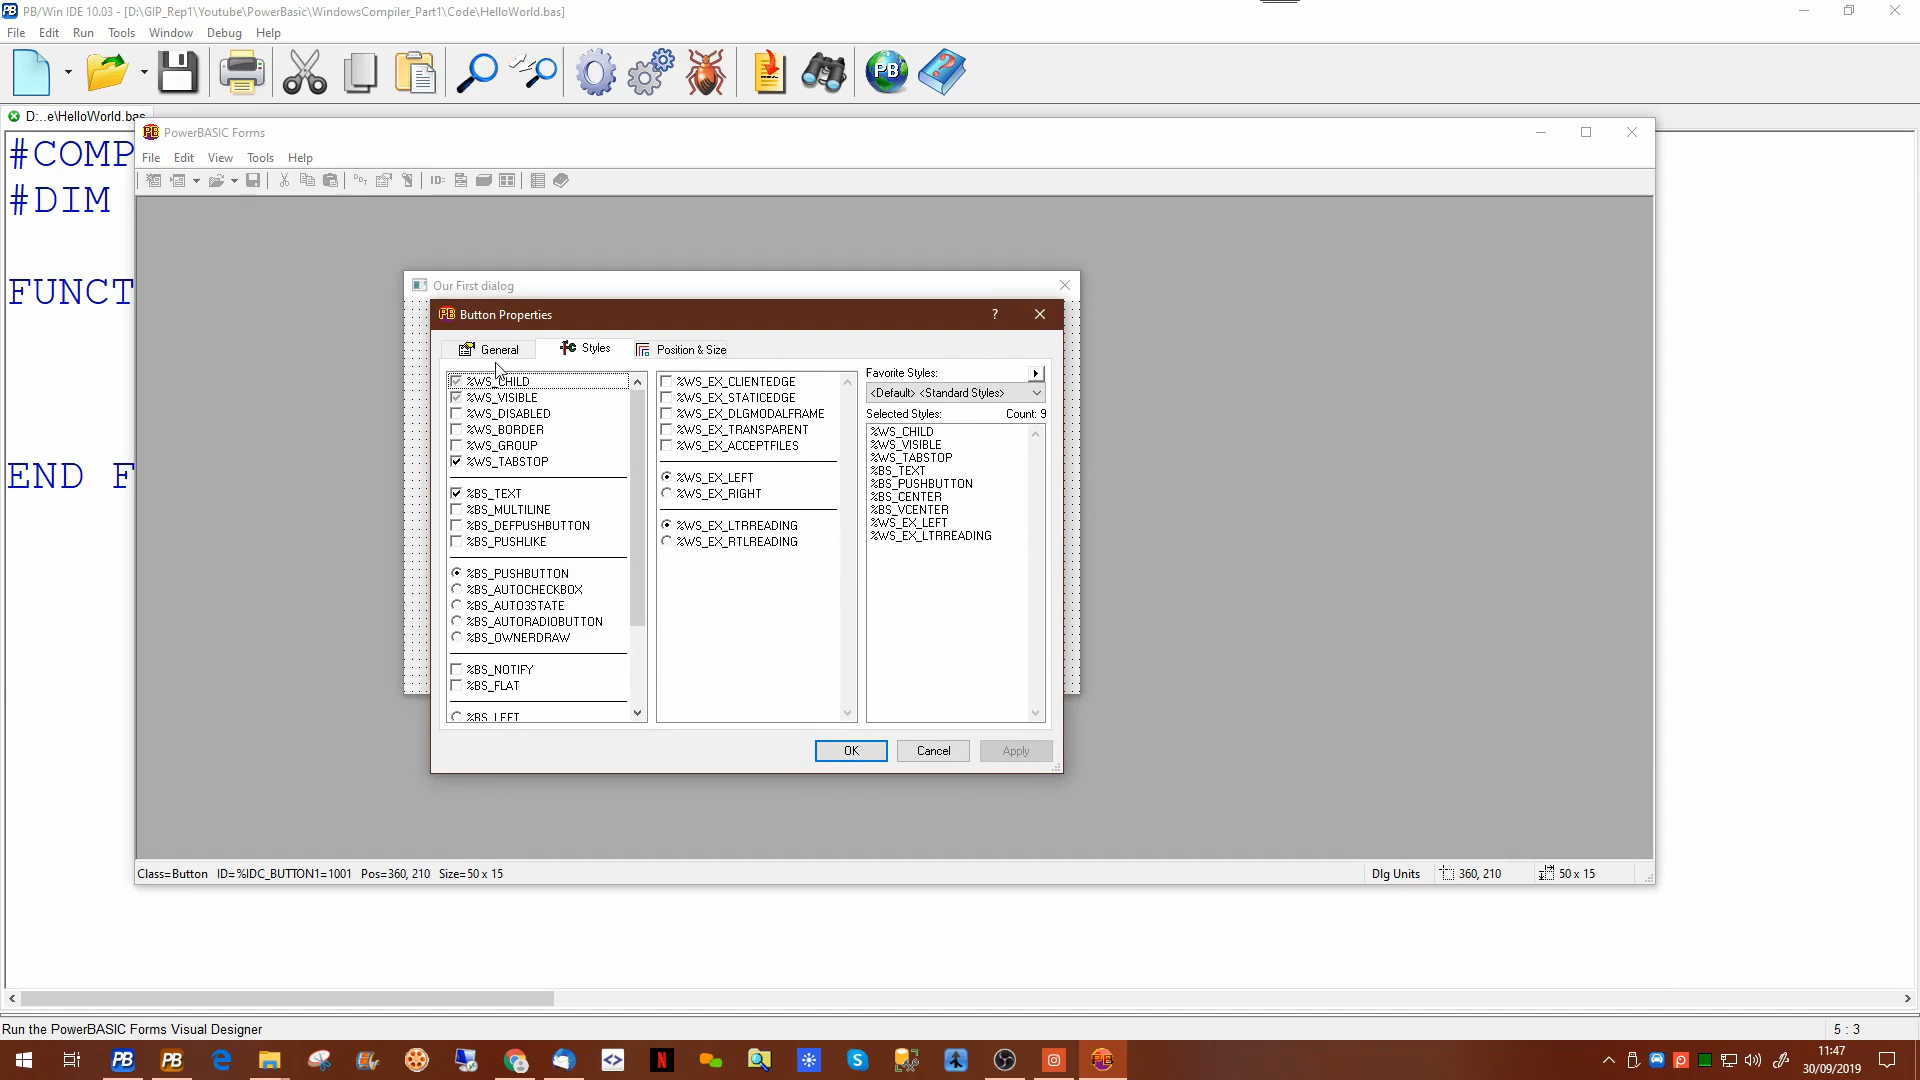 PB/Win IDE 10.03 - [D:\GIP_Rep1\Youtube\PowerBasic\WindowsCompiler_Part1\Code\HelloWorld.bas]
File Edit Run Tools Window Debug Help
PB
D:..e\HelloWorld.bas
#COMP
#DIM
FUNCT
END F
PowerBASIC Forms
File Edit View Tools Help
ID=
Our First dialog
Button Properties
?
General Styles Position & Size
%WS_CHILD
%WS_VISIBLE
%WS_DISABLED
%WS_BORDER
%WS_GROUP
%WS_TABSTOP
%BS_TEXT
%BS_MULTILINE
%BS_DEFPUSHBUTTON
%BS_PUSHLIKE
%BS_PUSHBUTTON
%BS_AUTOCHECKBOX
%BS_AUTO3STATE
%BS_AUTORADIOBUTTON
%BS_OWNERDRAW
%BS_NOTIFY
%BS_FLAT
%BS_LEFT
%WS_EX_CLIENTEDGE
%WS_EX_STATICEDGE
%WS_EX_DLGMODALFRAME
%WS_EX_TRANSPARENT
%WS_EX_ACCEPTFILES
%WS_EX_LEFT
%WS_EX_RIGHT
%WS_EX_LTRREADING
%WS_EX_RTLREADING
Favorite Styles:
<Default> <Standard Styles>
Selected Styles: Count: 9
%WS_CHILD
%WS_VISIBLE
%WS_TABSTOP
%BS_TEXT
%BS_PUSHBUTTON
%BS_CENTER
%BS_VCENTER
%WS_EX_LEFT
%WS_EX_LTRREADING
OK Cancel Apply
Class=Button ID=%IDC_BUTTON1=1001 Pos=360, 210 Size=50 x 15
Dlg Units 360, 210 50 x 15
Run the PowerBASIC Forms Visual Designer
5 : 3
11:47
30/09/2019